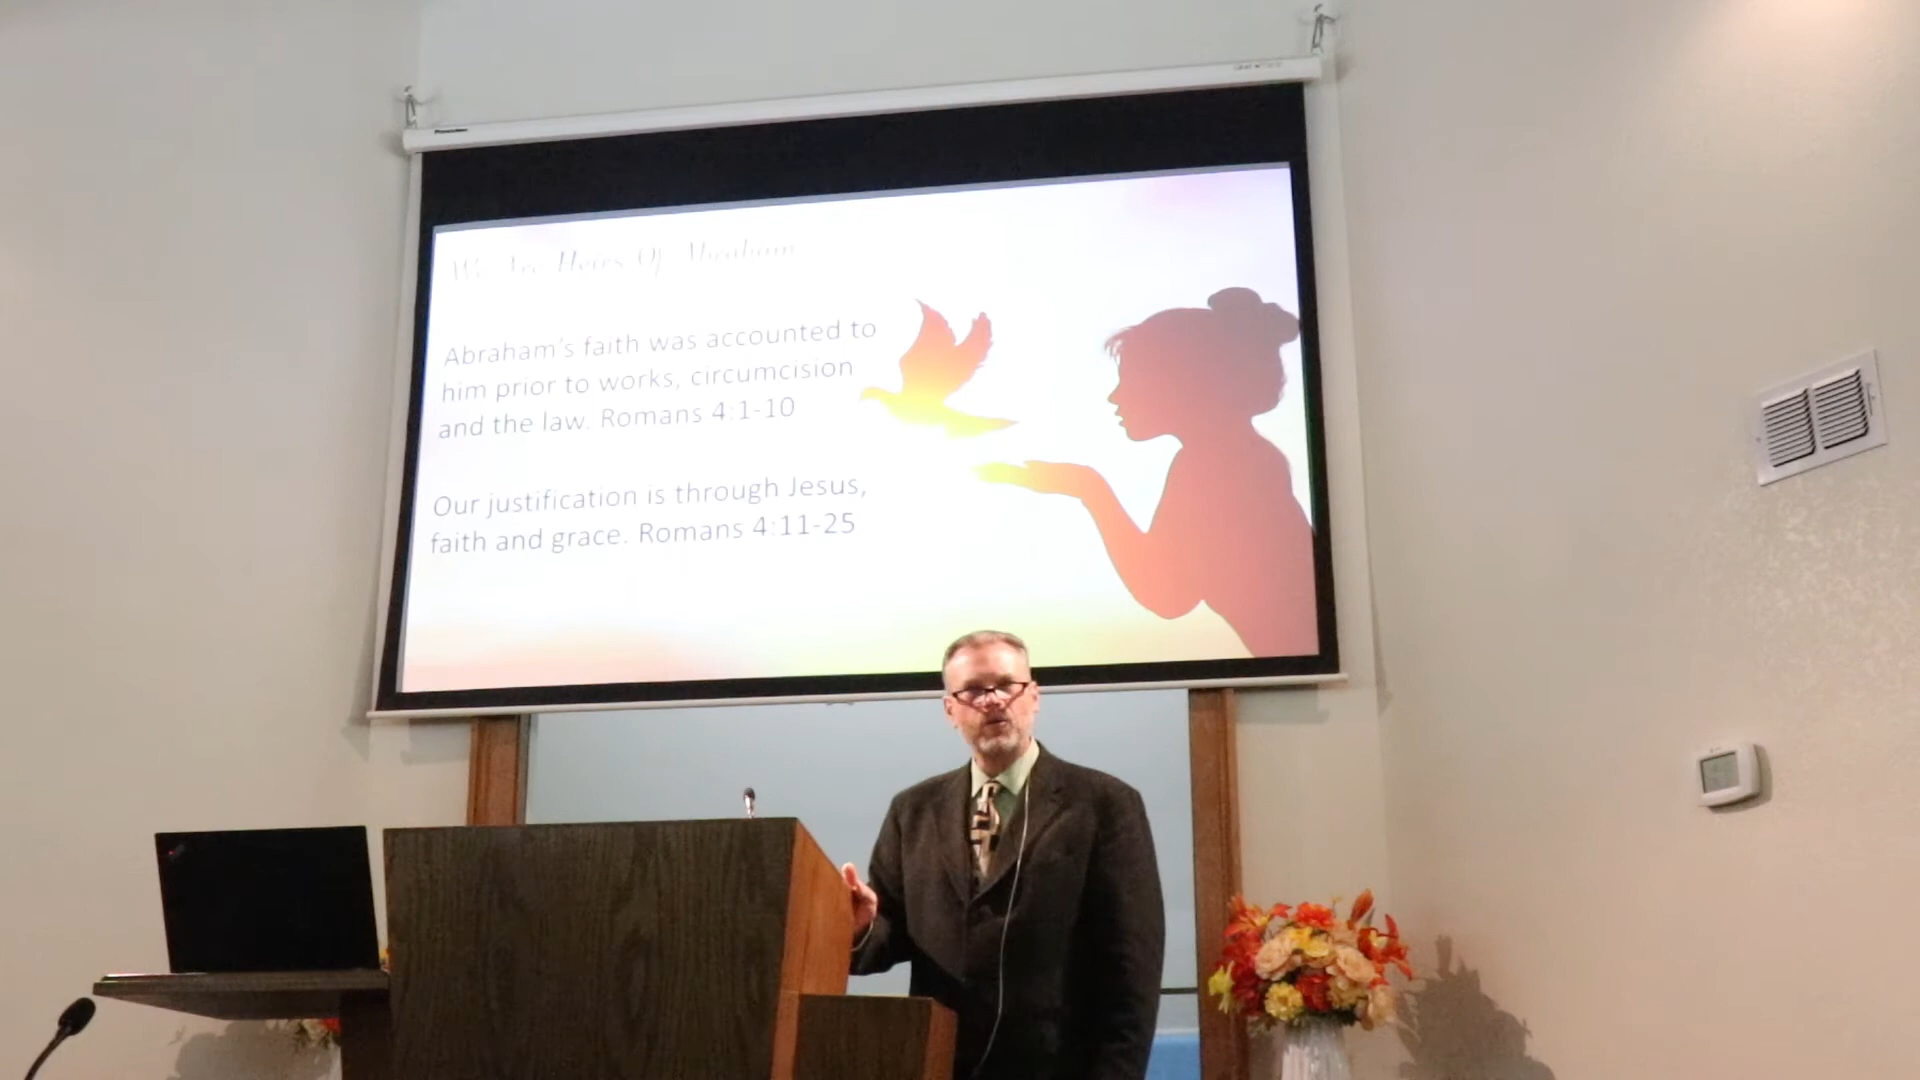 We Are Heirs Of Abraham
Abraham's faith was accounted to
him prior to works, circumcision
and the law. Romans 4:1-10
Our justification is through Jesus,
faith and grace. Romans 4:11-25